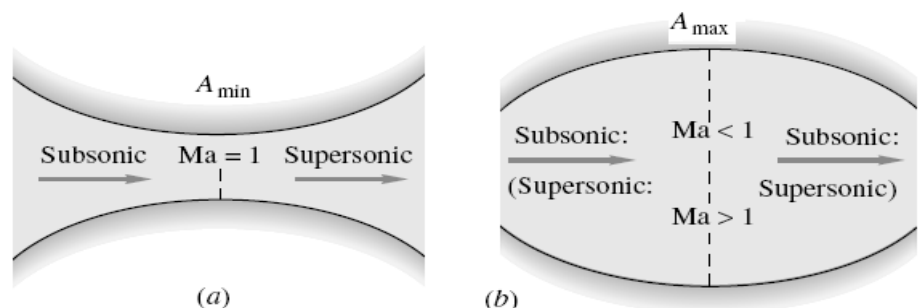 A min
Subsonic Ma = 1 Supersonic
(a)
A max
Ma < 1
Subsonic: Subsonic:
(Supersonic: Supersonic)
Ma > 1
(b)